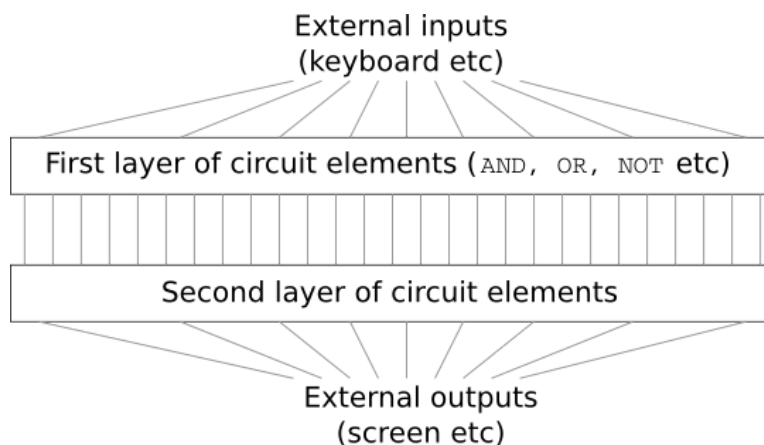 External inputs
(keyboard etc)
First layer of circuit elements (AND, OR, NOT etc)
Second layer of circuit elements
External outputs
(screen etc)